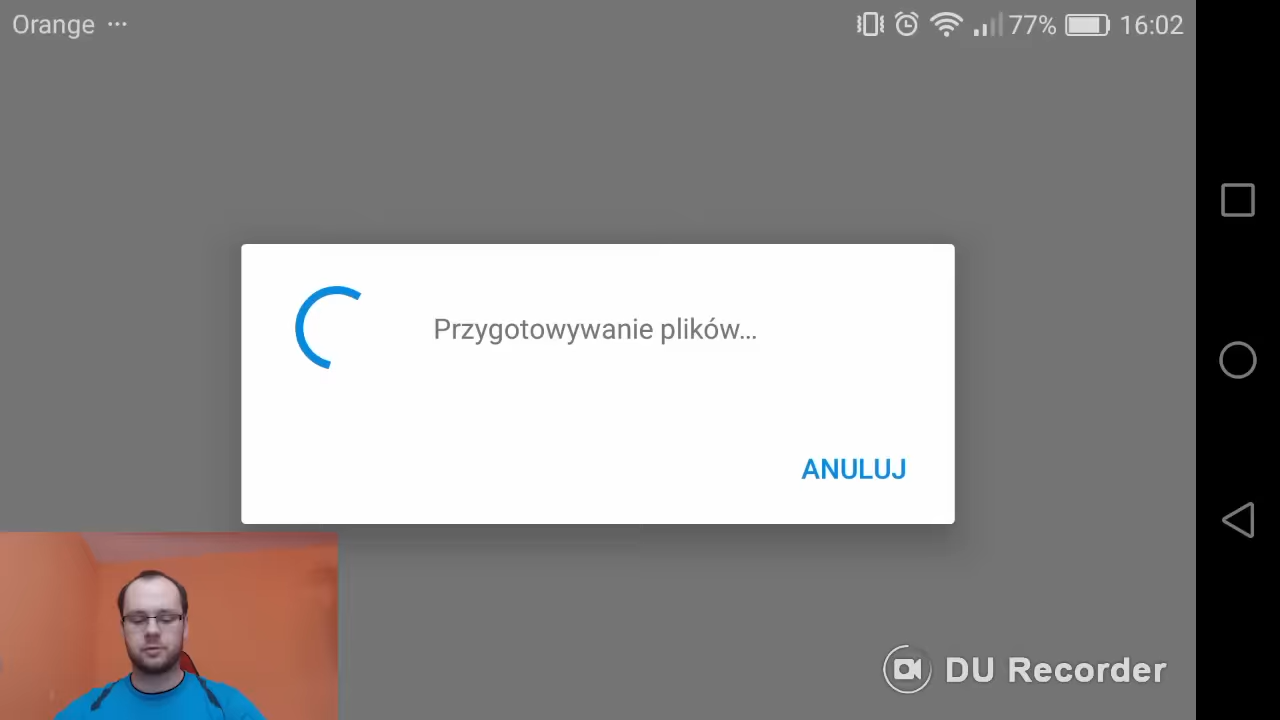 Orange ...
77% 16:02
Przygotowywanie plików...
ANULUJ
DU Recorder